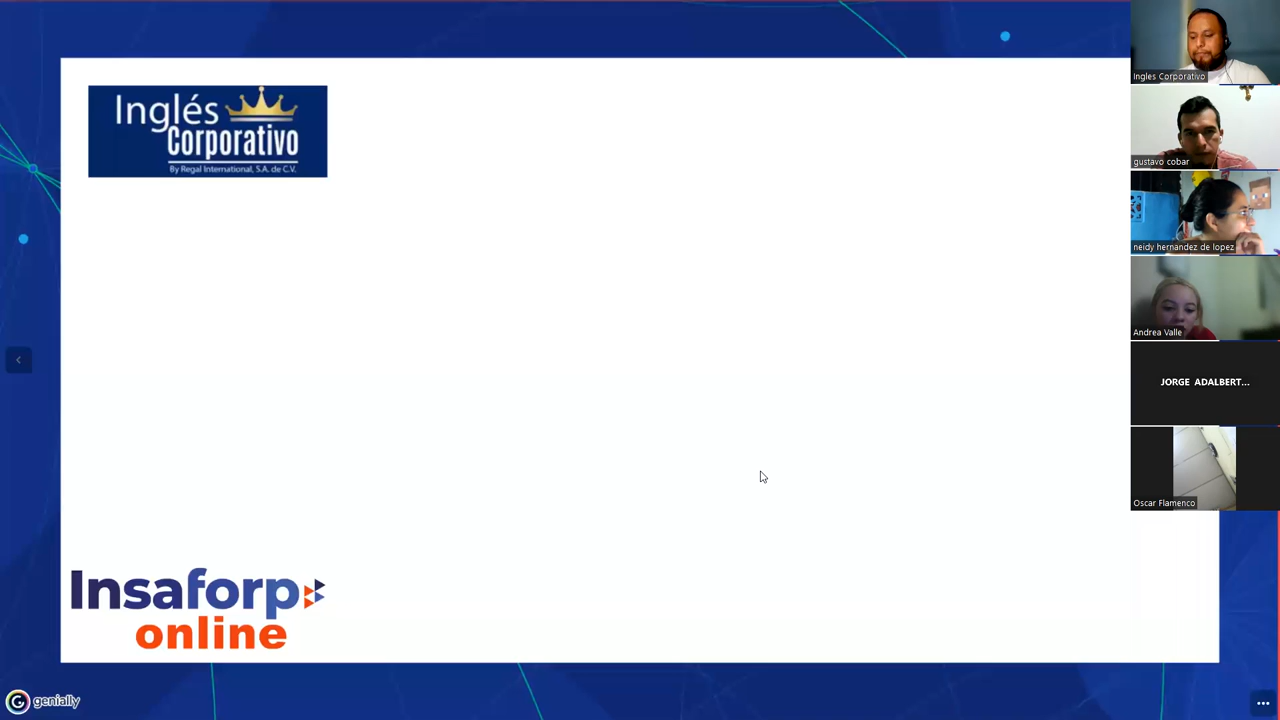 Inglés
Corporativo
By Regal International, S.A. de C.V.
Insaforp
online
genially
Ingles Corporativo
gustavo cobar
neidy hernandez de lopez
Andrea Valle
JORGE ADALBERT...
Oscar Flamenco